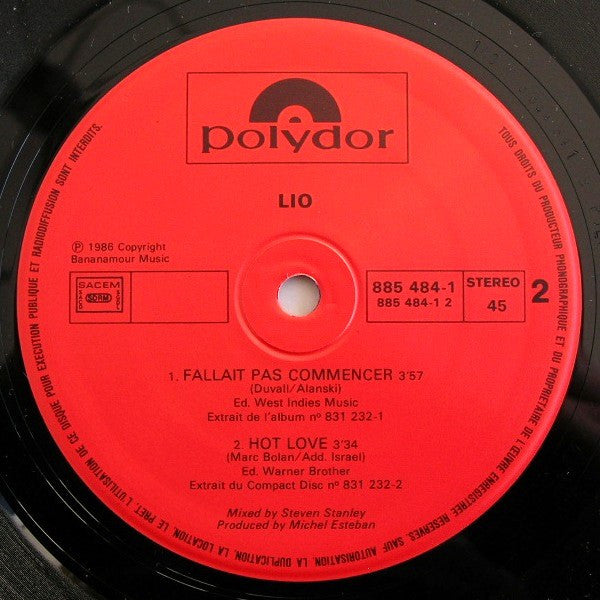 polydor
LIO
℗ 1986 Copyright
Bananamour Music
SACEM
SDRM
885 484-1
885 484-1 2
STEREO
45
2
1. FALLAIT PAS COMMENCER 3'57
(Duvall/Alanski)
Ed. West Indies Music
Extrait de l'album nº 831 232-1
2. HOT LOVE 3'34
(Marc Bolan/Add. Israel)
Ed. Warner Brother
Extrait du Compact Disc nº 831 232-2
Mixed by Steven Stanley
Produced by Michel Esteban
TOUS DROITS DU PRODUCTEUR PHONOGRAPHIQUE ET DU PROPRIETAIRE DE L'ŒUVRE ENREGISTREE RESERVES. SAUF AUTORISATION, LA DUPLICATION, LA LOCATION, LE PRET, L'UTILISATION DE CE DISQUE POUR EXECUTION PUBLIQUE ET RADIODIFFUSION SONT INTERDITS.